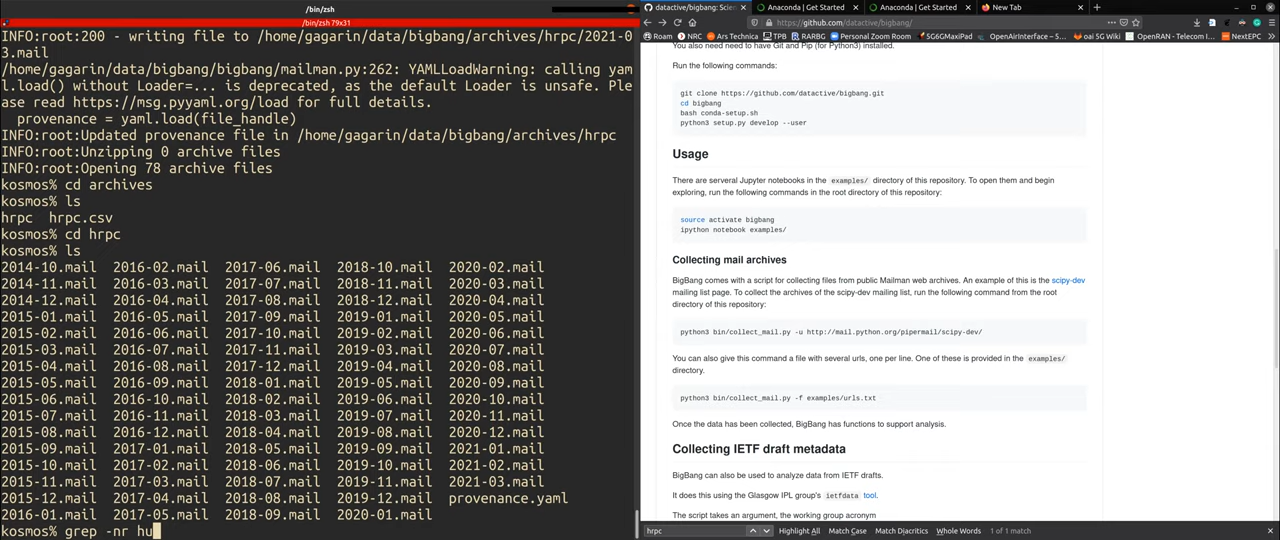 /bin/zsh
/bin/zsh 79x31
INFO:root:200 - writing file to /home/gagarin/data/bigbang/archives/hrpc/2021-0
3.mail
/home/gagarin/data/bigbang/bigbang/mailman.py:262: YAMLLoadWarning: calling yam
l.load() without Loader=... is deprecated, as the default Loader is unsafe. Ple
ase read https://msg.pyyaml.org/load for full details.
provenance = yaml.load(file_handle)
INFO:root:Updated provenance file in /home/gagarin/data/bigbang/archives/hrpc
INFO:root:Unzipping 0 archive files
INFO:root:Opening 78 archive files
kosmos% cd archives
kosmos% ls
hrpc hrpc.csv
kosmos% cd hrpc
kosmos% ls
2014-10.mail 2016-02.mail 2017-06.mail 2018-10.mail 2020-02.mail
2014-11.mail 2016-03.mail 2017-07.mail 2018-11.mail 2020-03.mail
2014-12.mail 2016-04.mail 2017-08.mail 2018-12.mail 2020-04.mail
2015-01.mail 2016-05.mail 2017-09.mail 2019-01.mail 2020-05.mail
2015-02.mail 2016-06.mail 2017-10.mail 2019-02.mail 2020-06.mail
2015-03.mail 2016-07.mail 2017-11.mail 2019-03.mail 2020-07.mail
2015-04.mail 2016-08.mail 2017-12.mail 2019-04.mail 2020-08.mail
2015-05.mail 2016-09.mail 2018-01.mail 2019-05.mail 2020-09.mail
2015-06.mail 2016-10.mail 2018-02.mail 2019-06.mail 2020-10.mail
2015-07.mail 2016-11.mail 2018-03.mail 2019-07.mail 2020-11.mail
2015-08.mail 2016-12.mail 2018-04.mail 2019-08.mail 2020-12.mail
2015-09.mail 2017-01.mail 2018-05.mail 2019-09.mail 2021-01.mail
2015-10.mail 2017-02.mail 2018-06.mail 2019-10.mail 2021-02.mail
2015-11.mail 2017-03.mail 2018-07.mail 2019-11.mail 2021-03.mail
2015-12.mail 2017-04.mail 2018-08.mail 2019-12.mail provenance.yaml
2016-01.mail 2017-05.mail 2018-09.mail 2020-01.mail
kosmos% grep -nr hu
datactive/bigbang: Scien
Anaconda | Get Started
Anaconda | Get Started
New Tab
https://github.com/datactive/bigbang/
Roam NRC Ars Technica TPB RARBG Personal Zoom Room 5G6GMaxiPad OpenAirInterface/... oai 5G Wiki OpenRAN - Telecom I... NextEPC
You also need need to have Git and Pip (for Python3) installed.
Run the following commands:
git clone https://github.com/datactive/bigbang.git
cd bigbang
bash conda-setup.sh
python3 setup.py develop --user
Usage
There are serveral Jupyter notebooks in the examples/ directory of this repository. To open them and begin
exploring, run the following commands in the root directory of this repository:
source activate bigbang
ipython notebook examples/
Collecting mail archives
BigBang comes with a script for collecting files from public Mailman web archives. An example of this is the scipy-dev
mailing list page. To collect the archives of the scipy-dev mailing list, run the following command from the root
directory of this repository:
python3 bin/collect_mail.py -u http://mail.python.org/pipermail/scipy-dev/
You can also give this command a file with several urls, one per line. One of these is provided in the examples/
directory.
python3 bin/collect_mail.py -f examples/urls.txt
Once the data has been collected, BigBang has functions to support analysis.
Collecting IETF draft metadata
BigBang can also be used to analyze data from IETF drafts.
It does this using the Glasgow IPL group's ietfdata tool.
The script takes an argument, the working group acronym
hrpc Highlight All Match Case Match Diacritics Whole Words 1 of 1 match